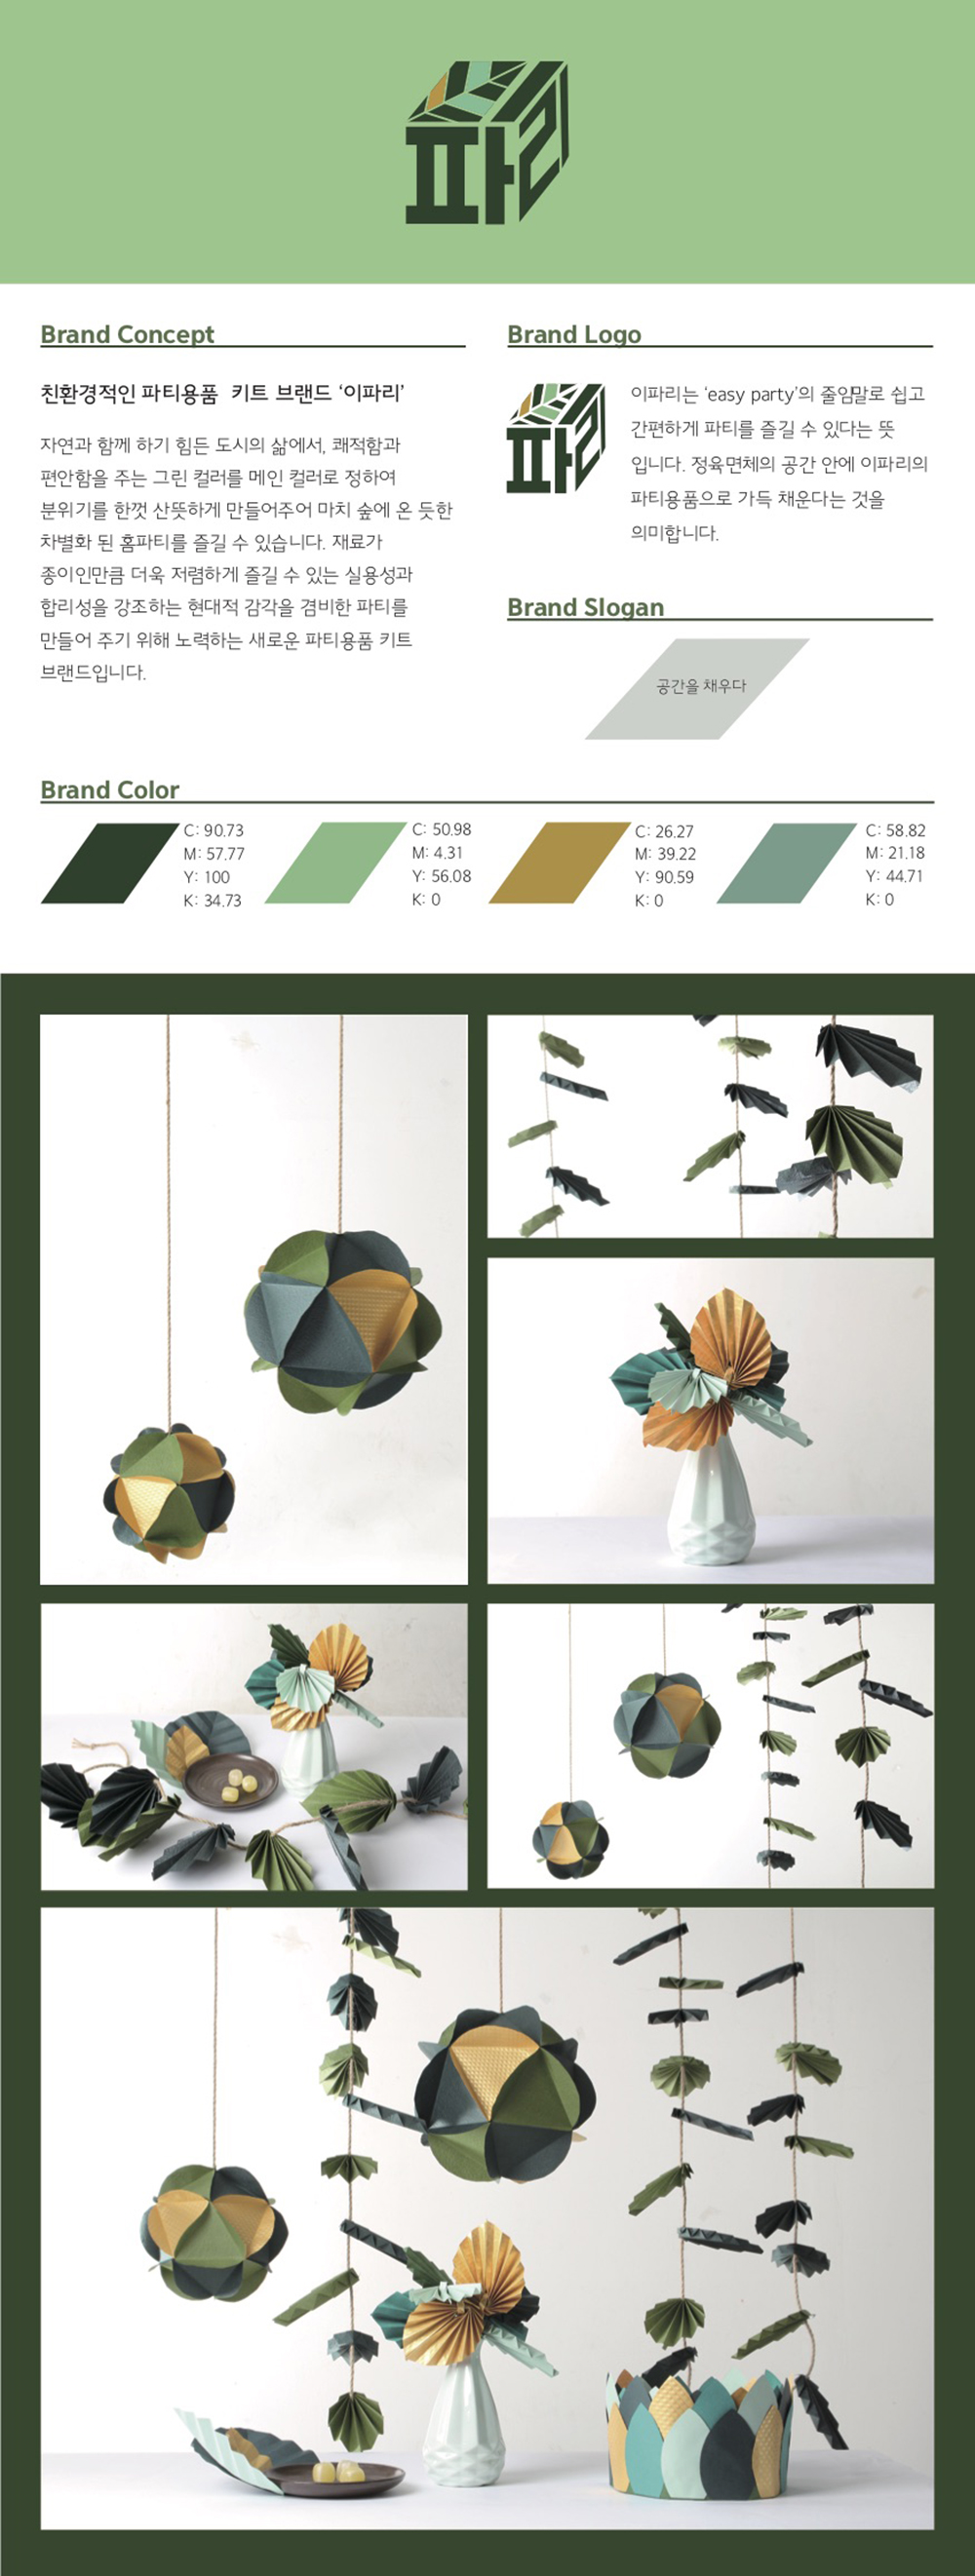 이파리
Brand Concept
친환경적인 파티용품 키트 브랜드 ‘이파리’
자연과 함께 하기 힘든 도시의 삶에서, 쾌적함과
편안함을 주는 그린 컬러를 메인 컬러로 정하여
분위기를 한껏 산뜻하게 만들어주어 마치 숲에 온 듯한
차별화 된 홈파티를 즐길 수 있습니다. 재료가
종이인만큼 더욱 저렴하게 즐길 수 있는 실용성과
합리성을 강조하는 현대적 감각을 겸비한 파티를
만들어 주기 위해 노력하는 새로운 파티용품 키트
브랜드입니다.
Brand Logo
이파리
이파리는 ‘easy party’의 줄임말로 쉽고
간편하게 파티를 즐길 수 있다는 뜻
입니다. 정육면체의 공간 안에 이파리의
파티용품으로 가득 채운다는 것을
의미합니다.
Brand Slogan
공간을 채우다
Brand Color
C: 90.73
M: 57.77
Y: 100
K: 34.73
C: 50.98
M: 4.31
Y: 56.08
K: 0
C: 26.27
M: 39.22
Y: 90.59
K: 0
C: 58.82
M: 21.18
Y: 44.71
K: 0